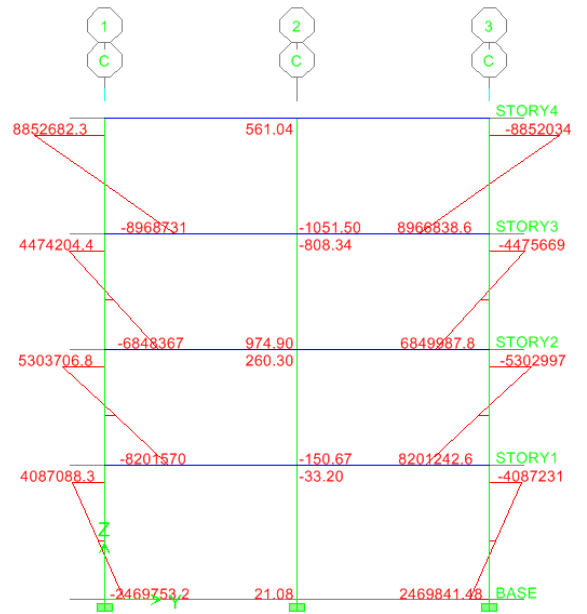 1 2 3
C C C
STORY4
8852682.3 561.04 -8852034
-8968731 -1051.50 8966838.6 STORY3
4474204.4 -808.34 -4475669
-6848367 974.90 6849987.8 STORY2
5303706.8 260.30 -5302997
-8201570 -150.67 8201242.6 STORY1
4087088.3 -33.20 -4087231
Z
-2469753.2 Y 21.08 2469841.48 BASE